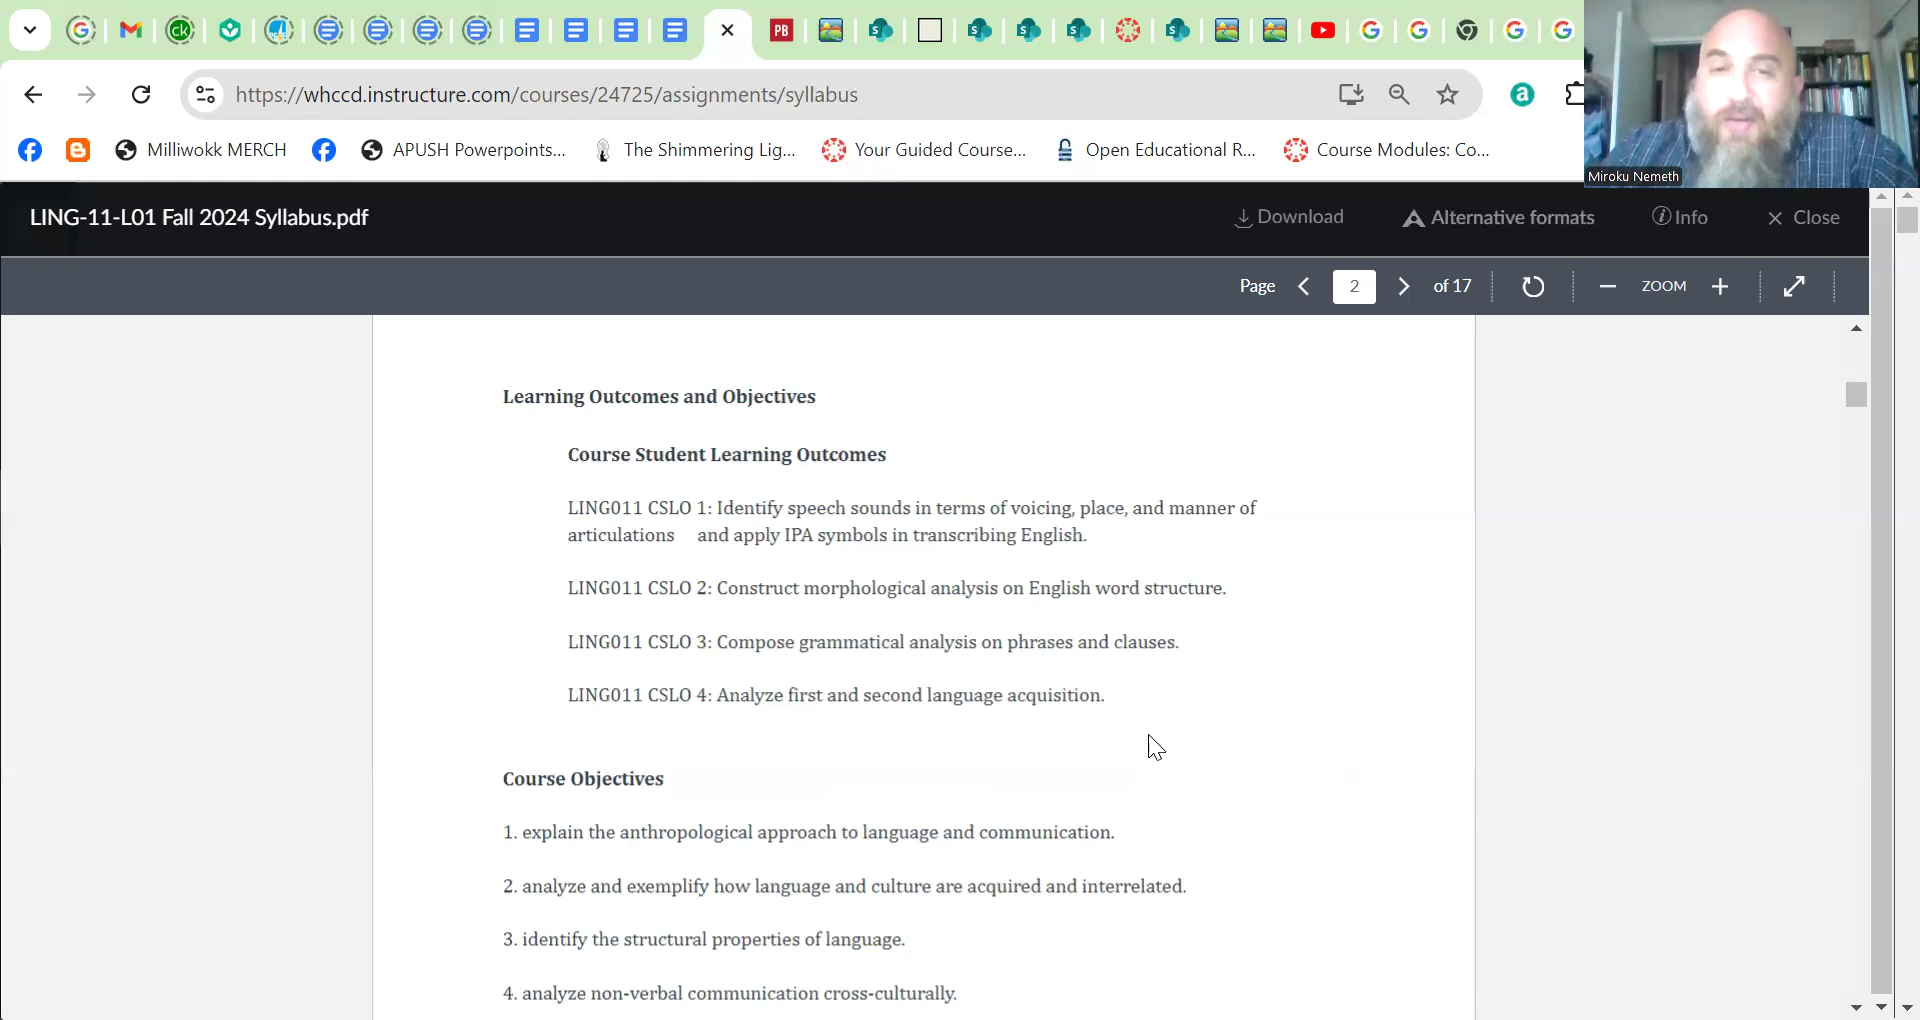 PB
https://whccd.instructure.com/courses/24725/assignments/syllabus
Milliwokk MERCH
APUSH Powerpoints...
The Shimmering Lig...
Your Guided Course...
Open Educational R...
Course Modules: Co...
Miroku Nemeth
LING-11-L01 Fall 2024 Syllabus.pdf
Download
Alternative formats
Info
Close
Page
2
of 17
ZOOM
Learning Outcomes and Objectives
Course Student Learning Outcomes
LING011 CSLO 1: Identify speech sounds in terms of voicing, place, and manner of
articulations and apply IPA symbols in transcribing English.
LING011 CSLO 2: Construct morphological analysis on English word structure.
LING011 CSLO 3: Compose grammatical analysis on phrases and clauses.
LING011 CSLO 4: Analyze first and second language acquisition.
Course Objectives
1. explain the anthropological approach to language and communication.
2. analyze and exemplify how language and culture are acquired and interrelated.
3. identify the structural properties of language.
4. analyze non-verbal communication cross-culturally.